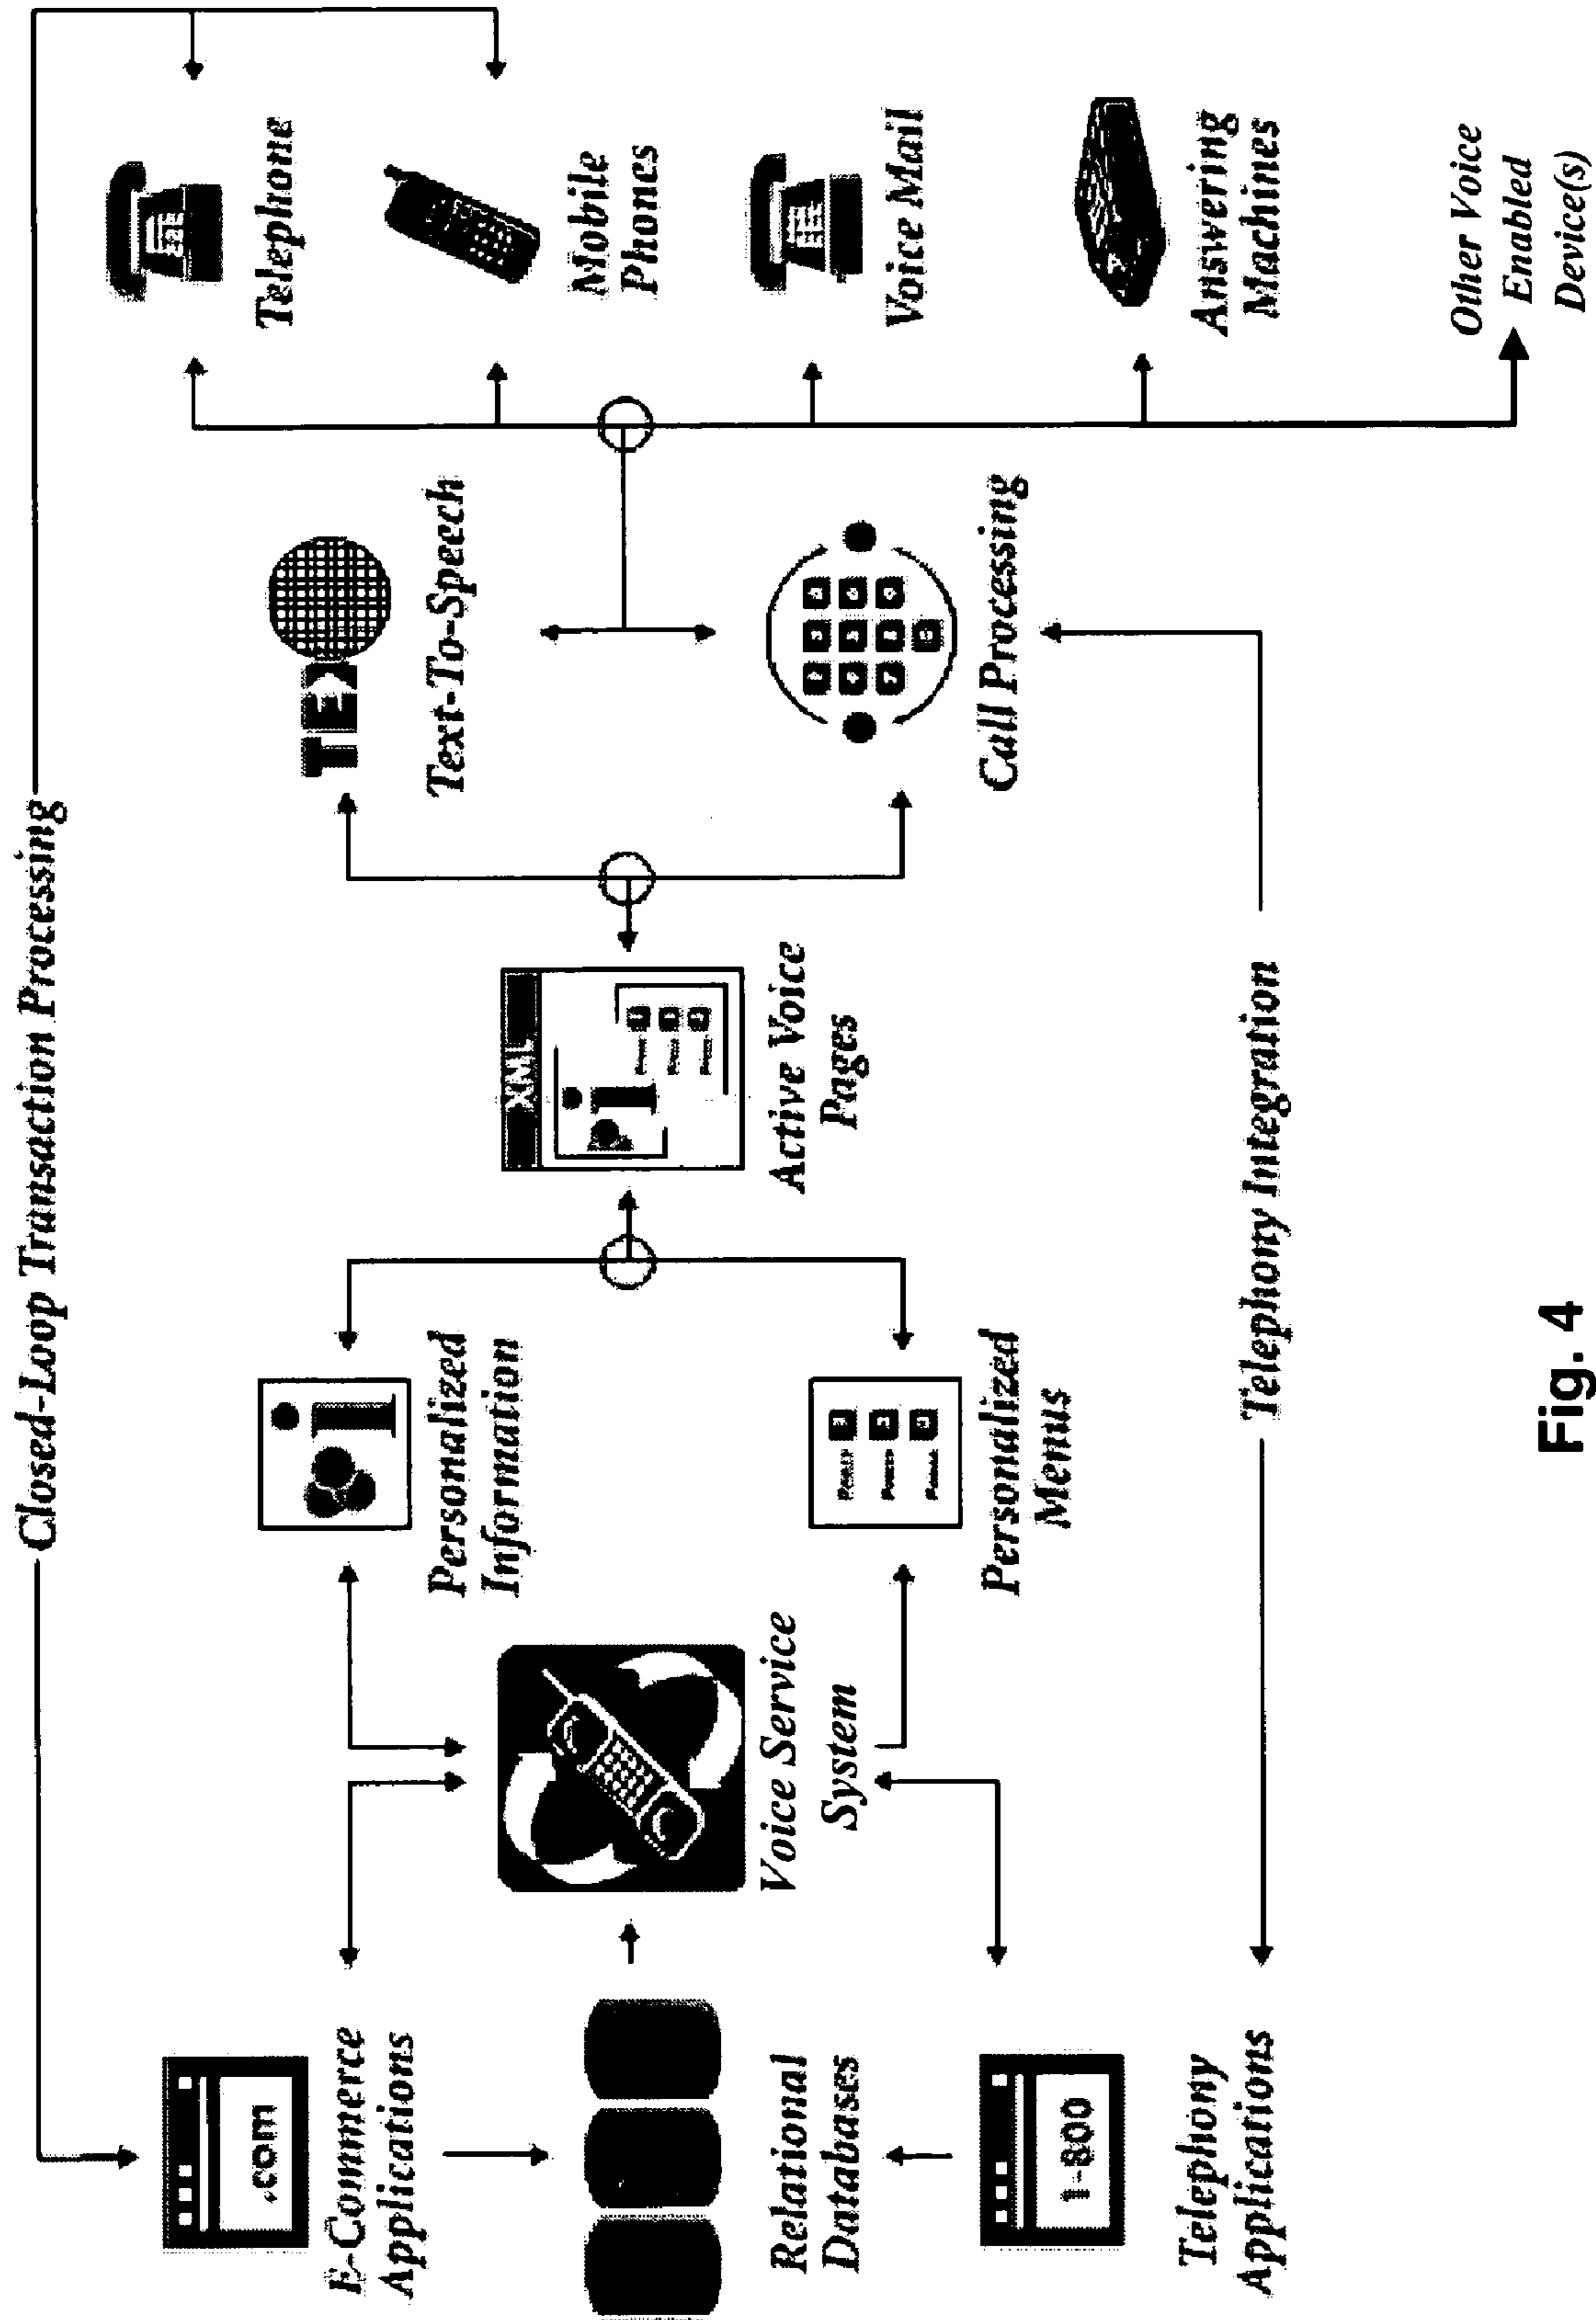 Closed-Loop Transaction Processing
.com
E-Commerce
Applications
Relational
Databases
1-800
Telephony
Applications
Voice Service
System
Personalized
Information
Personalized
Menus
XML
Active Voice
Pages
TEX
Text-To-Speech
Call Processing
Telephone
Mobile
Phones
Voice Mail
Answering
Machines
Other Voice
Enabled
Device(s)
Telephony Integration
Fig. 4